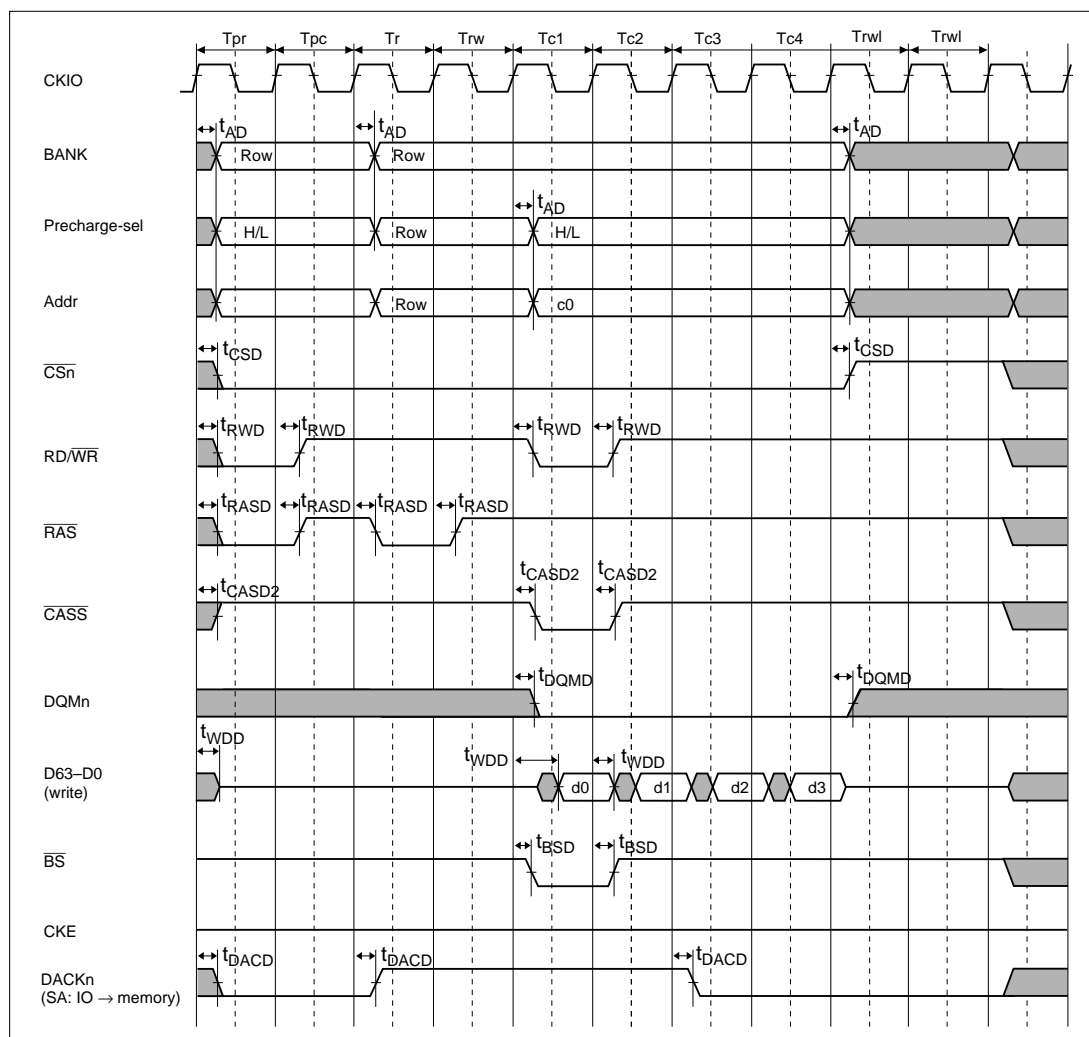 Tpr Tpc Tr Trw Tc1 Tc2 Tc3 Tc4 Trwl Trwl
CKIO
tAD tAD tAD
BANK Row Row
tAD
Precharge-sel H/L Row H/L
Addr Row c0
tCSD tCSD
CSn
tRWD tRWD tRWD tRWD
RD/WR
tRASD tRASD tRASD tRASD
RAS
tCASD2 tCASD2 tCASD2
CASS
tDQMD tDQMD
DQMn
tWDD tWDD tWDD
D63–D0
(write) d0 d1 d2 d3
tBSD tBSD
BS
CKE
tDACD tDACD tDACD
DACKn
(SA: IO → memory)